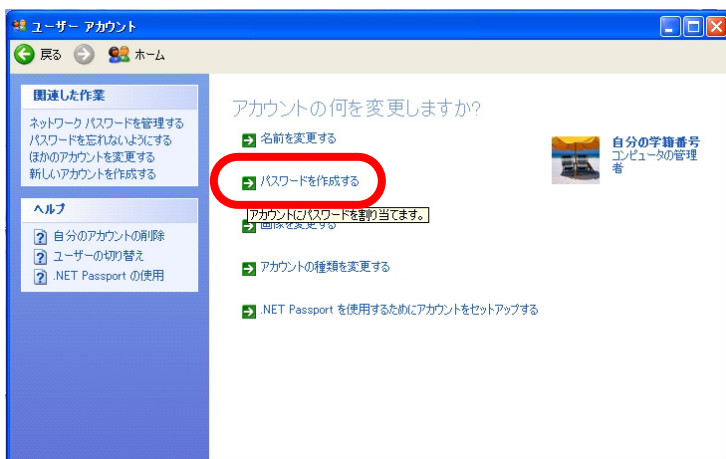 ユーザー アカウント
戻る
ホーム
関連した作業
ネットワーク パスワードを管理する
パスワードを忘れないようにする
ほかのアカウントを変更する
新しいアカウントを作成する
ヘルプ
自分のアカウントの削除
ユーザーの切り替え
.NET Passport の使用
アカウントの何を変更しますか?
名前を変更する
パスワードを作成する
アカウントにパスワードを割り当てます。
画像を変更する
アカウントの種類を変更する
.NET Passport を使用するためにアカウントをセットアップする
自分の学籍番号
コンピュータの管理
者